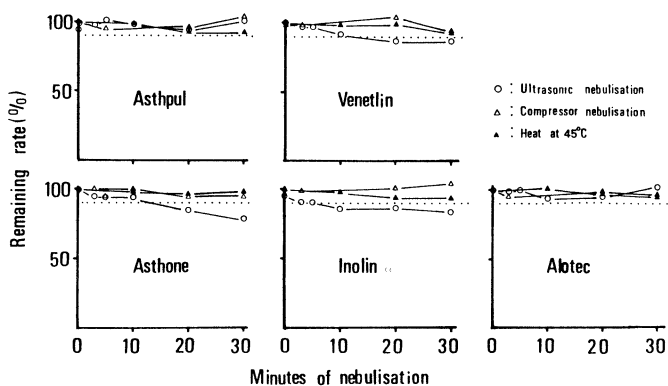 Remaining rate (%)
100
50
Asthpul
Venetlin
○ : Ultrasonic nebulisation
△ : Compressor nebulisation
▲ : Heat at 45°C
100
50
Asthone
Inolin
Alotec
0 10 20 30
0 10 20 30
0 10 20 30
Minutes of nebulisation